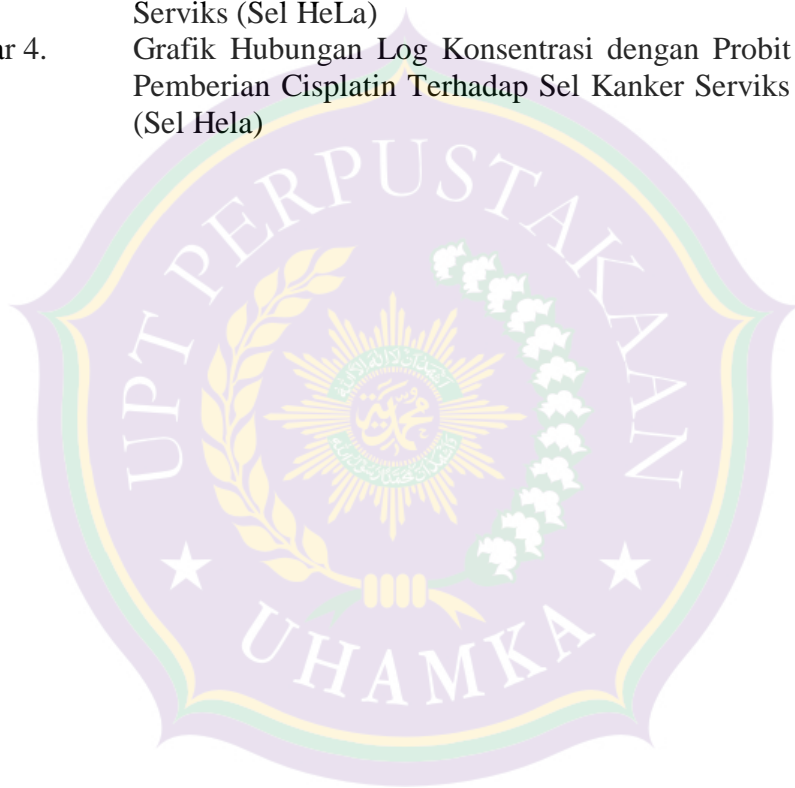 Serviks (Sel HeLa)
ar 4. Grafik Hubungan Log Konsentrasi dengan Probit
Pemberian Cisplatin Terhadap Sel Kanker Serviks
(Sel Hela)
UPT PERPUSTAKAAN
UHAMKA